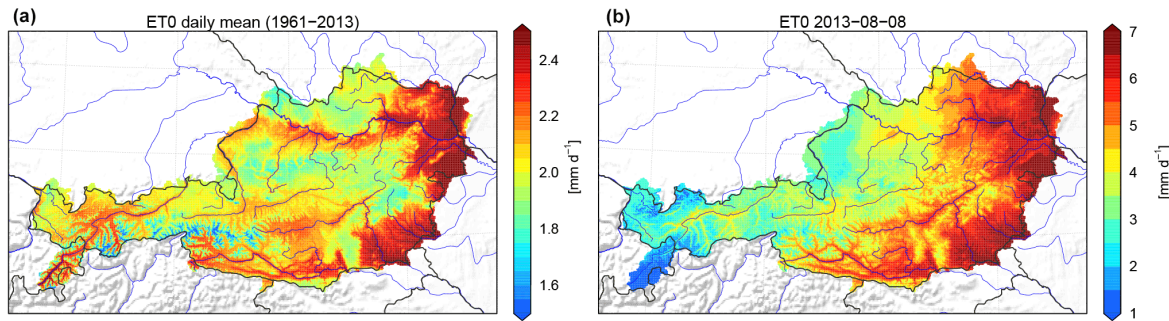 (a)
ET0 daily mean (1961−2013)
2.4
2.2
2.0
1.8
1.6
[mm d⁻¹]
(b)
ET0 2013−08−08
7
6
5
4
3
2
1
[mm d⁻¹]